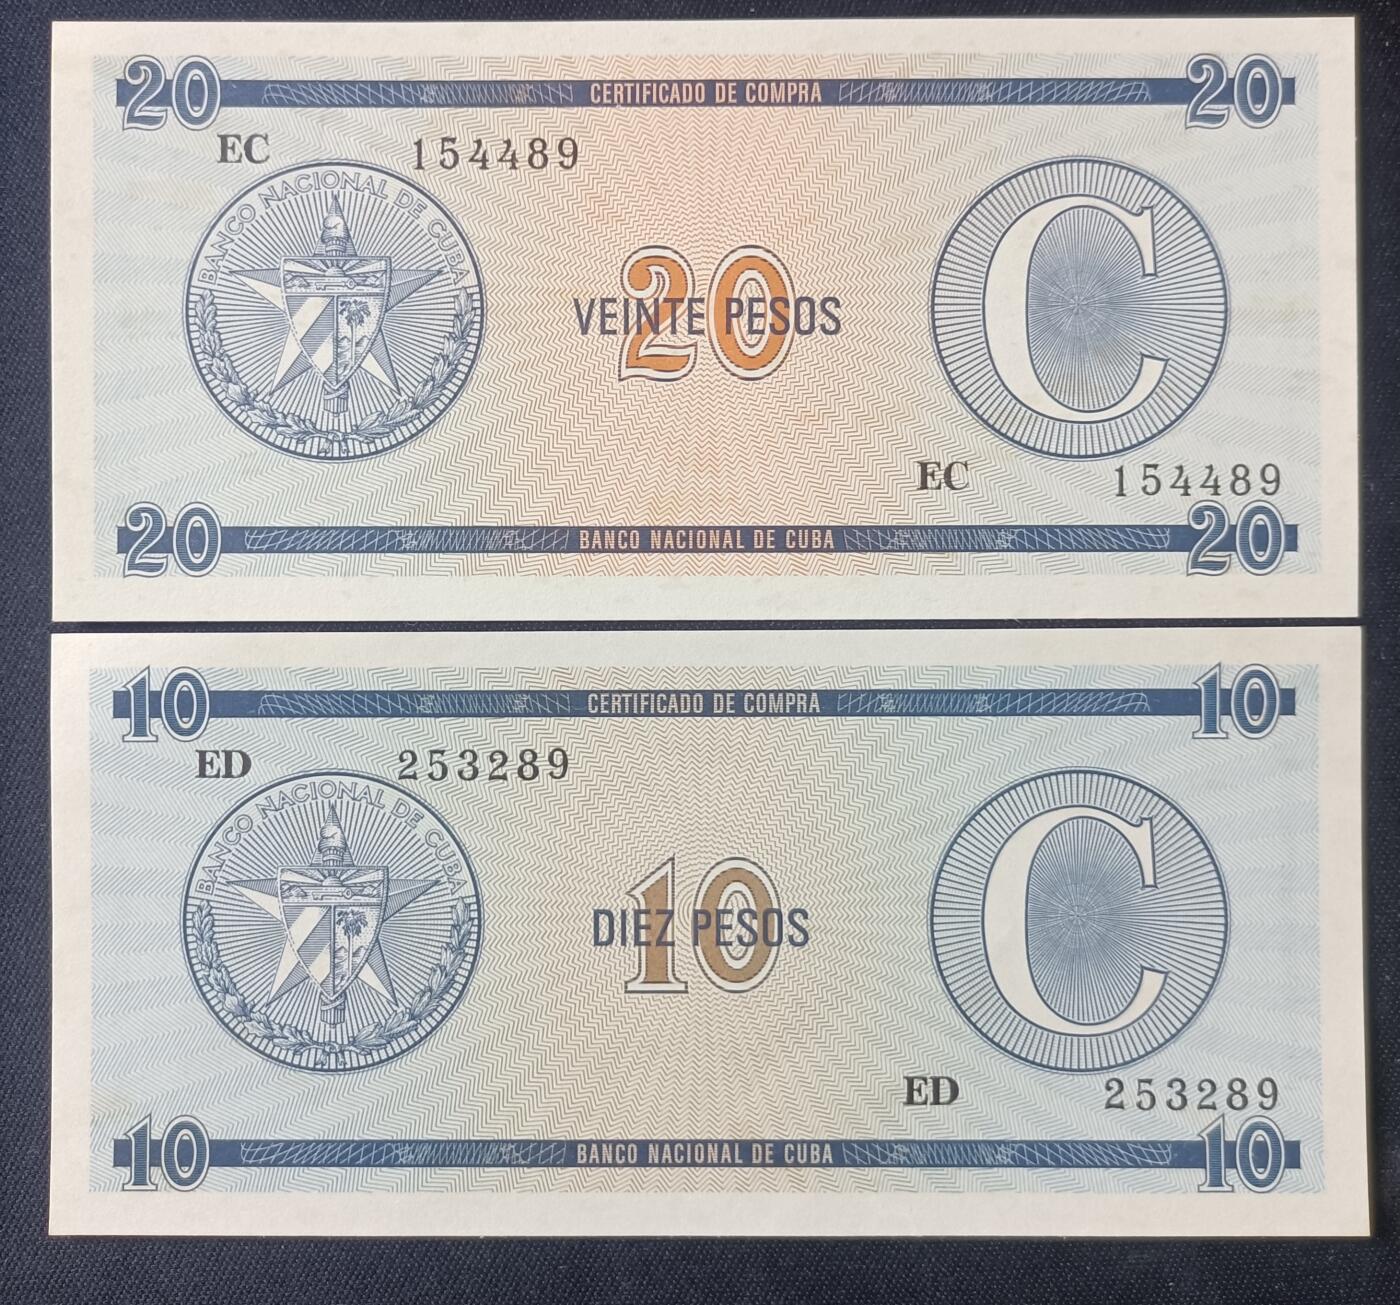 20 CERTIFICADO DE COMPRA 20
EC 154489
BANCO NACIONAL DE CUBA
C
20
VEINTE PESOS
EC 154489
20 BANCO NACIONAL DE CUBA 20
10 CERTIFICADO DE COMPRA 10
ED 253289
BANCO NACIONAL DE CUBA
C
10
DIEZ PESOS
ED 253289
10 BANCO NACIONAL DE CUBA 10